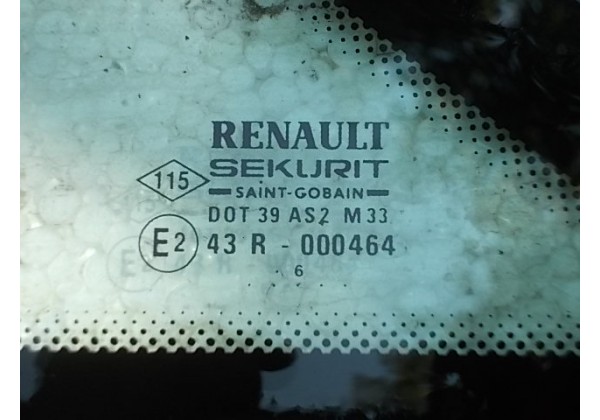 RENAULT
SEKURIT
SAINT-GOBAIN
115
DOT 39 AS2 M33
E2 43 R - 000464
6